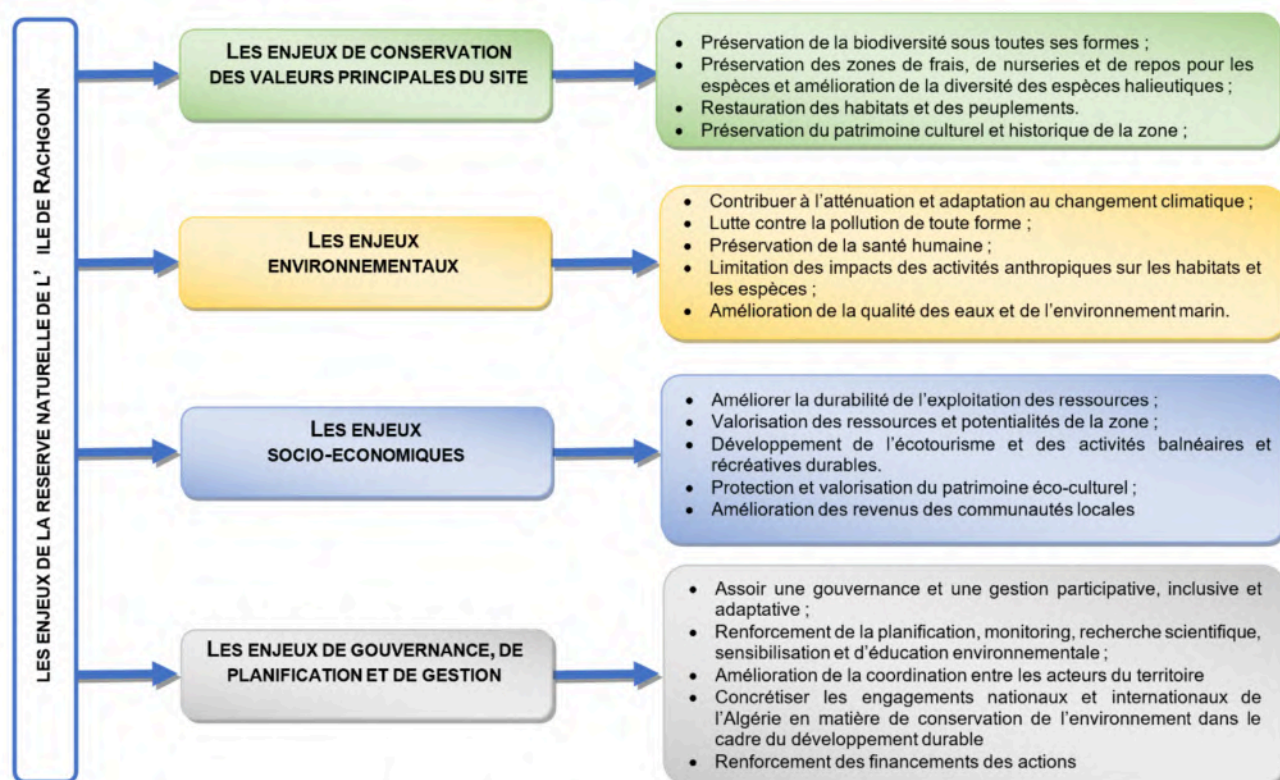 LES ENJEUX DE LA RESERVE NATURELLE DE L' ILE DE RACHGOUN
LES ENJEUX DE CONSERVATION
DES VALEURS PRINCIPALES DU SITE
• Préservation de la biodiversité sous toutes ses formes ;
• Préservation des zones de frais, de nurseries et de repos pour les
espèces et amélioration de la diversité des espèces halieutiques ;
• Restauration des habitats et des peuplements.
• Préservation du patrimoine culturel et historique de la zone ;
LES ENJEUX
ENVIRONNEMENTAUX
• Contribuer à l'atténuation et adaptation au changement climatique ;
• Lutte contre la pollution de toute forme ;
• Préservation de la santé humaine ;
• Limitation des impacts des activités anthropiques sur les habitats et
les espèces ;
• Amélioration de la qualité des eaux et de l'environnement marin.
LES ENJEUX
SOCIO-ECONOMIQUES
• Améliorer la durabilité de l'exploitation des ressources ;
• Valorisation des ressources et potentialités de la zone ;
• Développement de l'écotourisme et des activités balnéaires et
récréatives durables.
• Protection et valorisation du patrimoine éco-culturel ;
• Amélioration des revenus des communautés locales
LES ENJEUX DE GOUVERNANCE, DE
PLANIFICATION ET DE GESTION
• Assoir une gouvernance et une gestion participative, inclusive et
adaptative ;
• Renforcement de la planification, monitoring, recherche scientifique,
sensibilisation et d'éducation environnementale ;
• Amélioration de la coordination entre les acteurs du territoire
• Concrétiser les engagements nationaux et internationaux de
l'Algérie en matière de conservation de l'environnement dans le
cadre du développement durable
• Renforcement des financements des actions